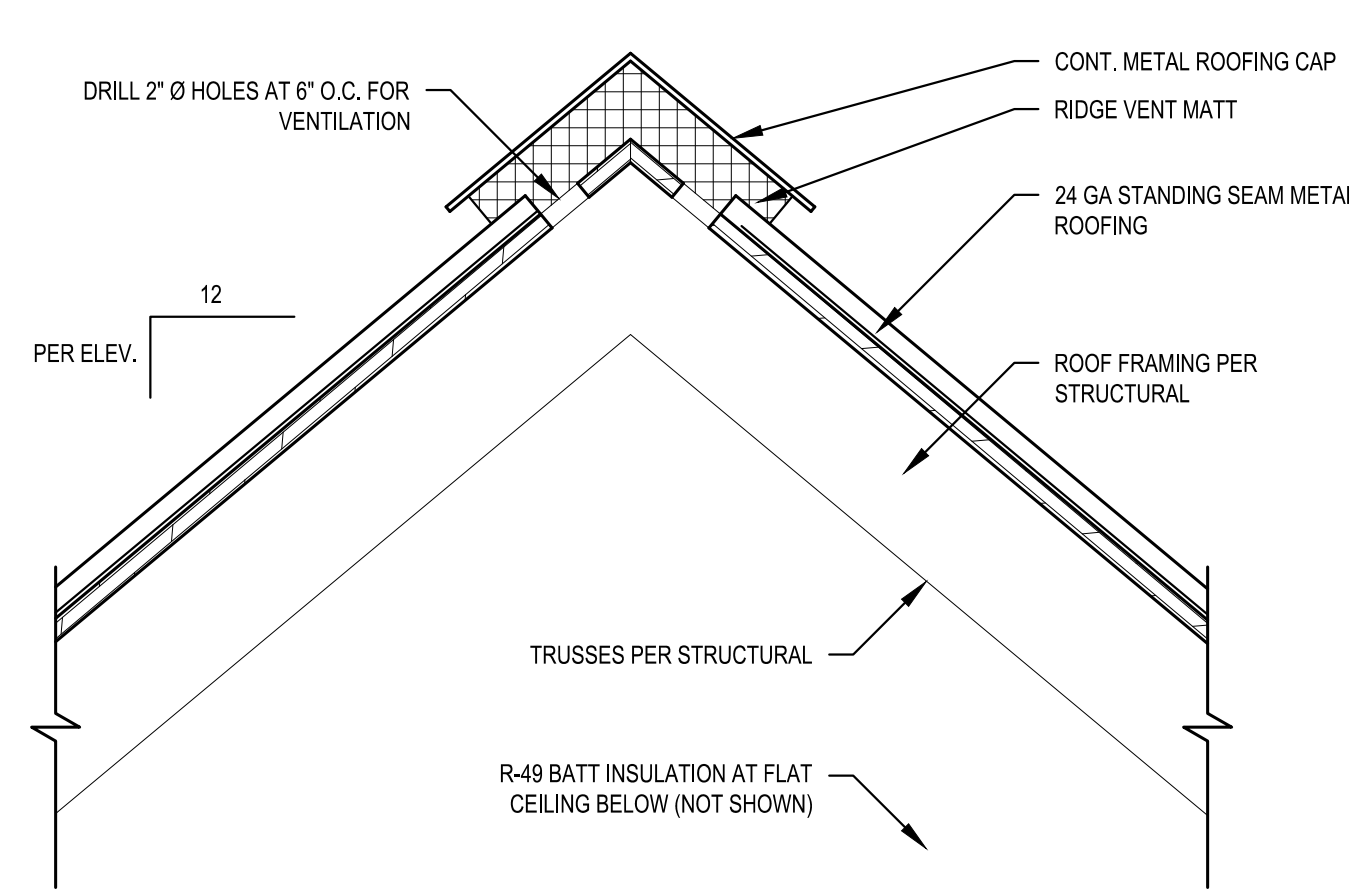 DRILL 2" Ø HOLES AT 6" O.C. FOR
VENTILATION
CONT. METAL ROOFING CAP
RIDGE VENT MATT
24 GA STANDING SEAM METAL
ROOFING
12
PER ELEV.
ROOF FRAMING PER
STRUCTURAL
TRUSSES PER STRUCTURAL
R-49 BATT INSULATION AT FLAT
CEILING BELOW (NOT SHOWN)